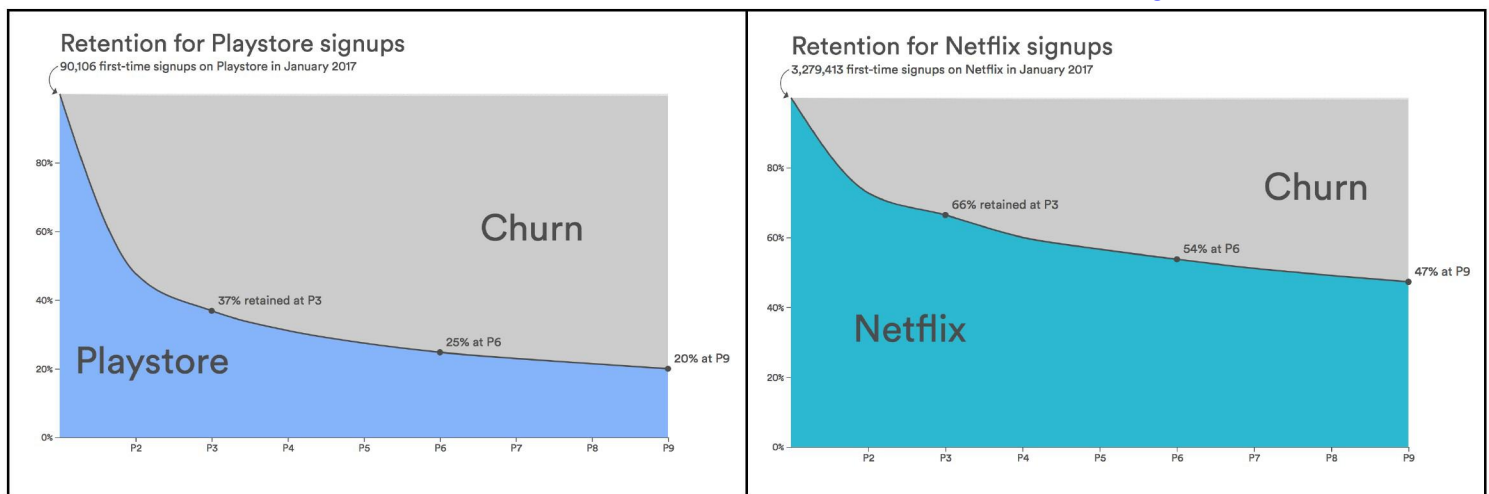 Retention for Playstore signups
90,106 first-time signups on Playstore in January 2017
80%
60%
40%
20%
0%
Churn
37% retained at P3
25% at P6
20% at P9
Playstore
P2 P3 P4 P5 P6 P7 P8 P9
Retention for Netflix signups
3,279,413 first-time signups on Netflix in January 2017
80%
60%
40%
20%
0%
Churn
66% retained at P3
54% at P6
47% at P9
Netflix
P2 P3 P4 P5 P6 P7 P8 P9